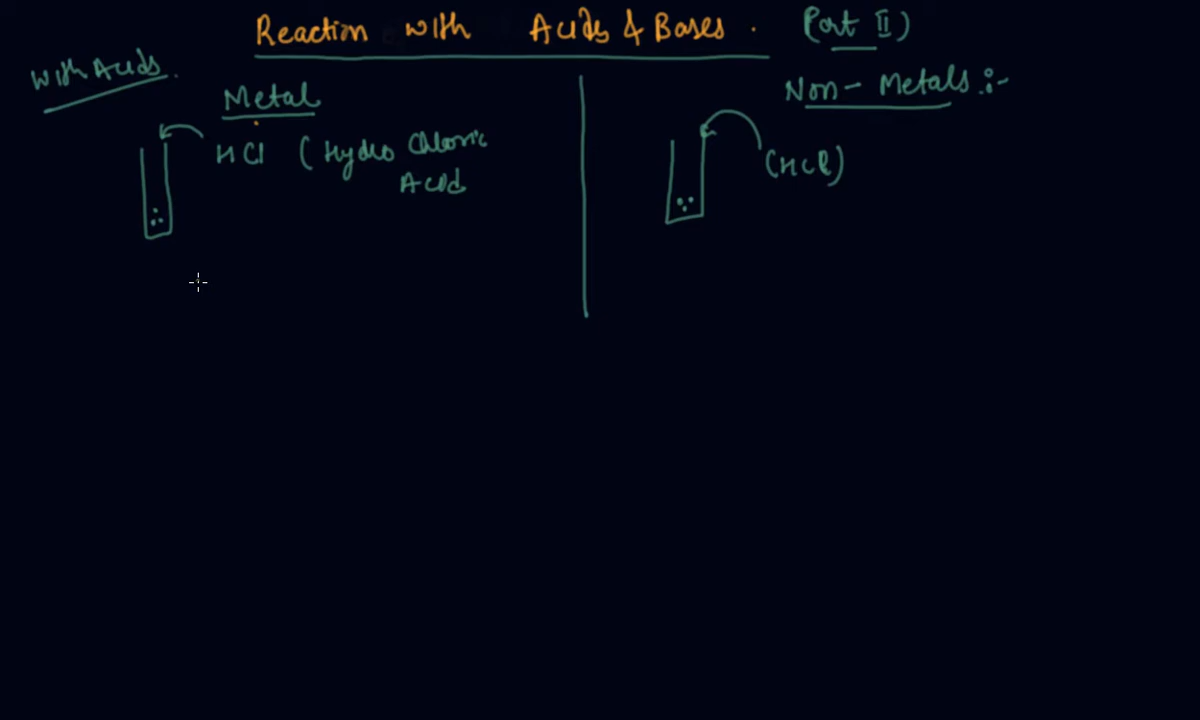 Reaction with Acids & Bases. (Part II)
With Acids.
Metal
HCl (Hydro Chloric
Acid
Non-Metals :-
(HCl)